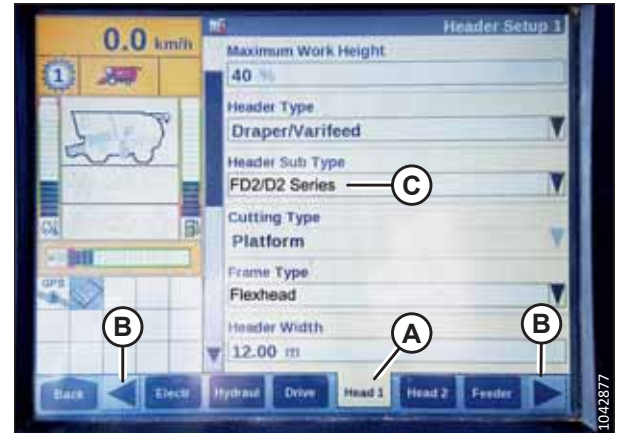 0.0 km/h
Header Setup 1
Maximum Work Height
40 %
1
Header Type
Draper/Varifeed
Header Sub Type
FD2/D2 Series
C
Cutting Type
Platform
Frame Type
Flexhead
GPS
Header Width
12.00 m
B
A
B
Back
Electr
Hydraul
Drive
Head 1
Head 2
Feeder
1042877